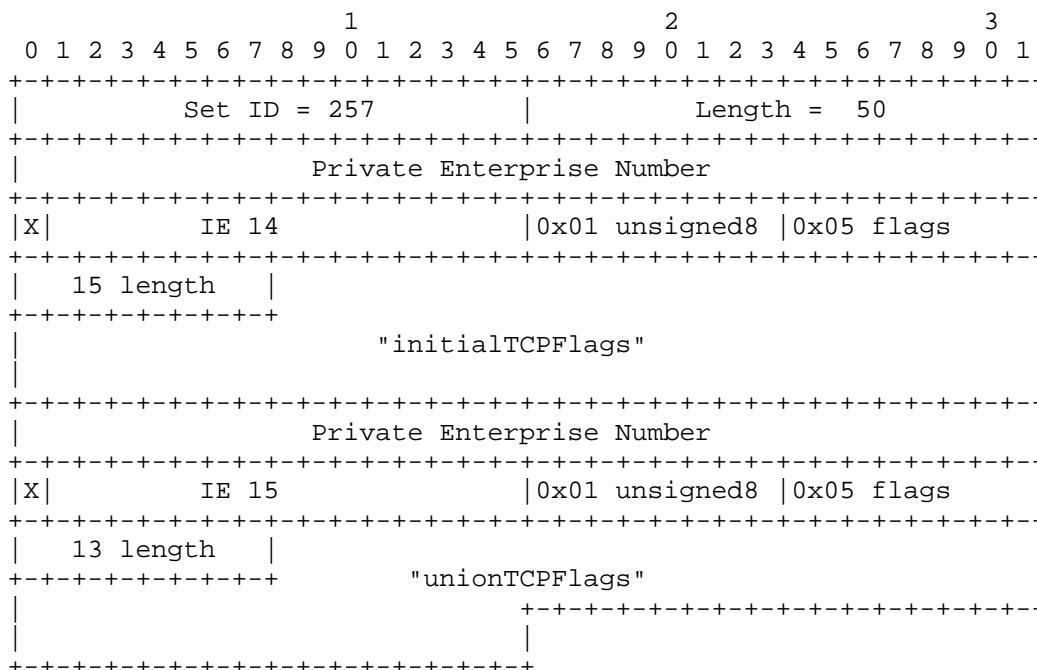 1 2 3
0 1 2 3 4 5 6 7 8 9 0 1 2 3 4 5 6 7 8 9 0 1 2 3 4 5 6 7 8 9 0 1
+-+-+-+-+-+-+-+-+-+-+-+-+-+-+-+-+-+-+-+-+-+-+-+-+-+-+-+-+-+-+-+--
| Set ID = 257 | Length = 50
+-+-+-+-+-+-+-+-+-+-+-+-+-+-+-+-+-+-+-+-+-+-+-+-+-+-+-+-+-+-+-+--
| Private Enterprise Number
+-+-+-+-+-+-+-+-+-+-+-+-+-+-+-+-+-+-+-+-+-+-+-+-+-+-+-+-+-+-+-+--
|X| IE 14 |0x01 unsigned8 |0x05 flags
+-+-+-+-+-+-+-+-+-+-+-+-+-+-+-+-+-+-+-+-+-+-+-+-+-+-+-+-+-+-+-+--
| 15 length |
+-+-+-+-+-+-+-+-+
| "initialTCPFlags"
|
+-+-+-+-+-+-+-+-+-+-+-+-+-+-+-+-+-+-+-+-+-+-+-+-+-+-+-+-+-+-+-+--
| Private Enterprise Number
+-+-+-+-+-+-+-+-+-+-+-+-+-+-+-+-+-+-+-+-+-+-+-+-+-+-+-+-+-+-+-+--
|X| IE 15 |0x01 unsigned8 |0x05 flags
+-+-+-+-+-+-+-+-+-+-+-+-+-+-+-+-+-+-+-+-+-+-+-+-+-+-+-+-+-+-+-+--
| 13 length |
+-+-+-+-+-+-+-+-+ "unionTCPFlags"
| +-+-+-+-+-+-+-+-+-+-+-+-+-+-+-+--
| |
+-+-+-+-+-+-+-+-+-+-+-+-+-+-+-+-+